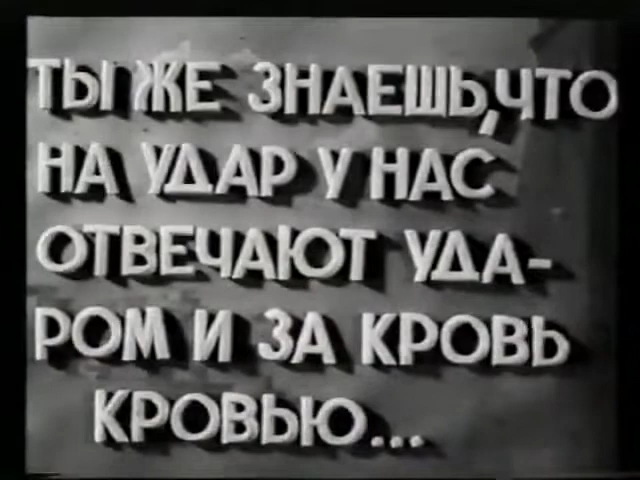 ТЫ ЖЕ ЗНАЕШЬ, ЧТО
НА УДАР У НАС
ОТВЕЧАЮТ УДА-
РОМ И ЗА КРОВЬ
КРОВЬЮ...